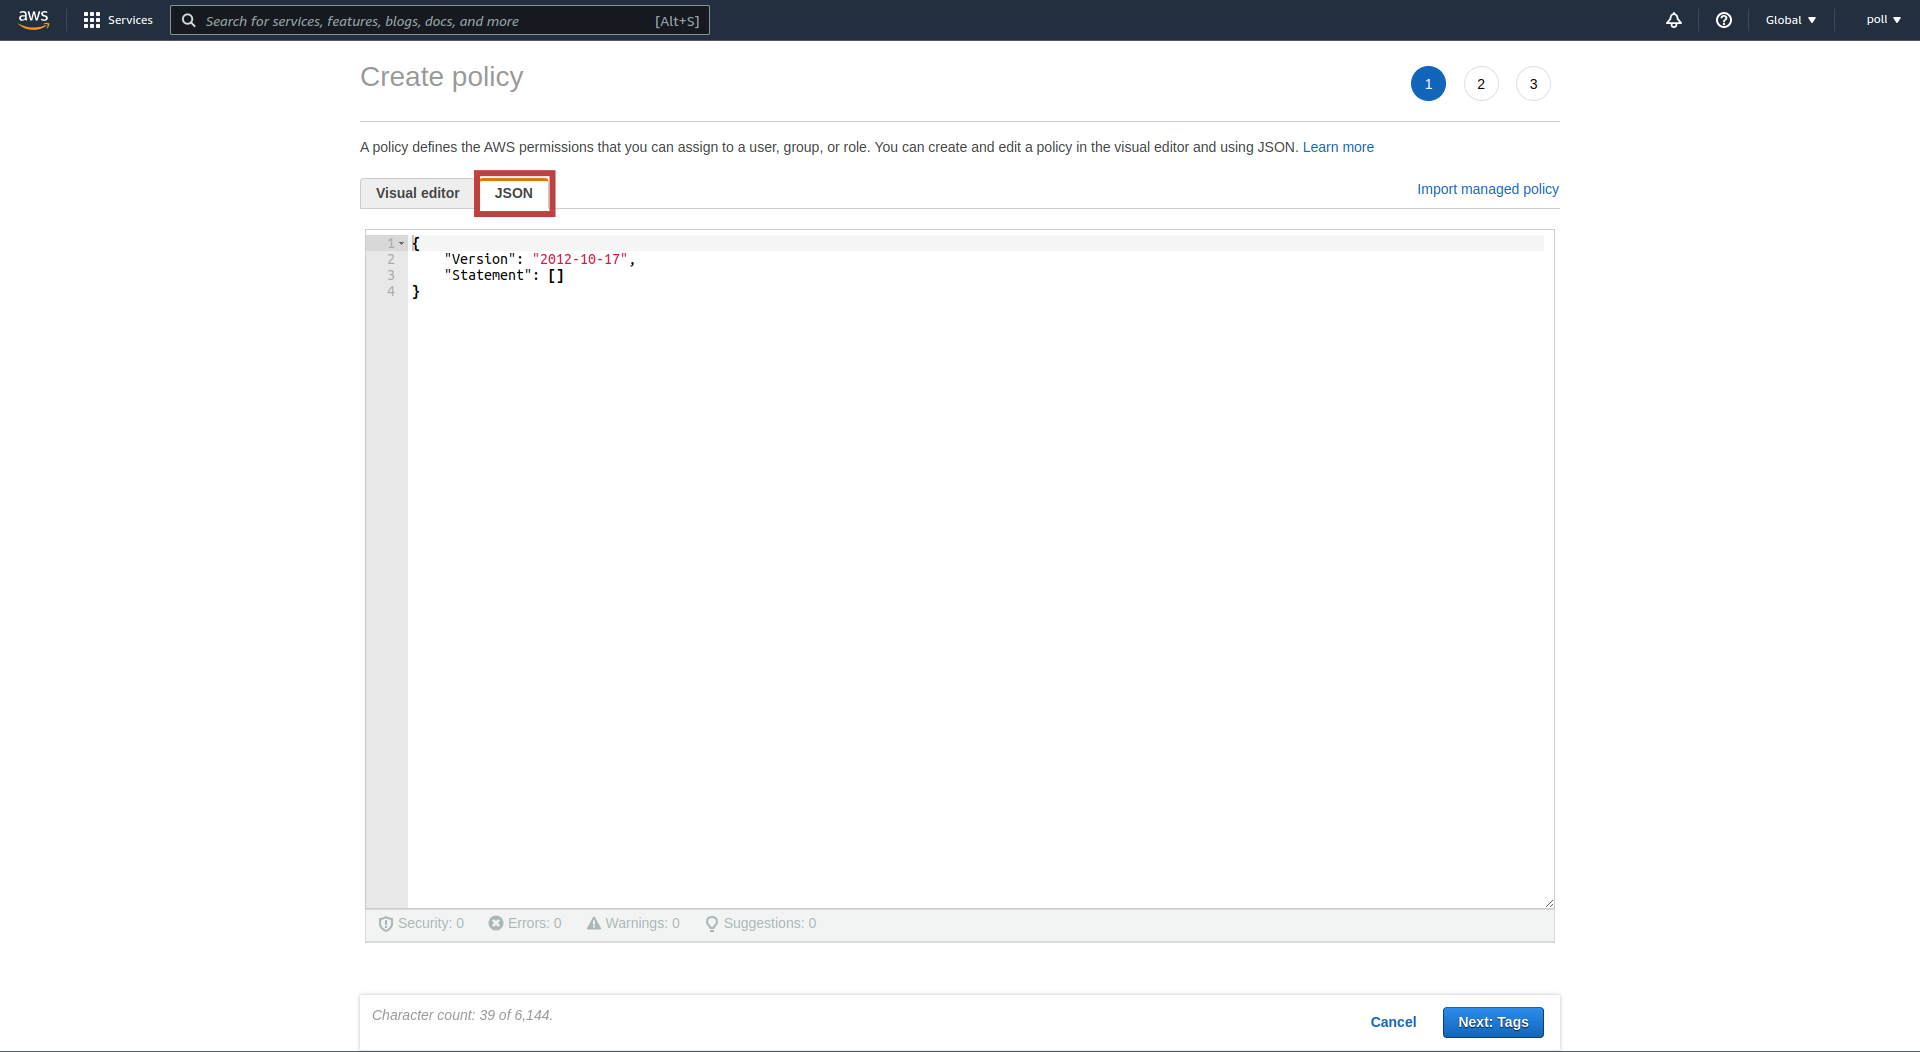 aws Services Search for services, features, blogs, docs, and more [Alt+S] Global poll
Create policy 1 2 3
A policy defines the AWS permissions that you can assign to a user, group, or role. You can create and edit a policy in the visual editor and using JSON. Learn more
Visual editor JSON Import managed policy
1 {
2 "Version": "2012-10-17",
3 "Statement": []
4 }
Security: 0 Errors: 0 Warnings: 0 Suggestions: 0
Character count: 39 of 6,144. Cancel Next: Tags